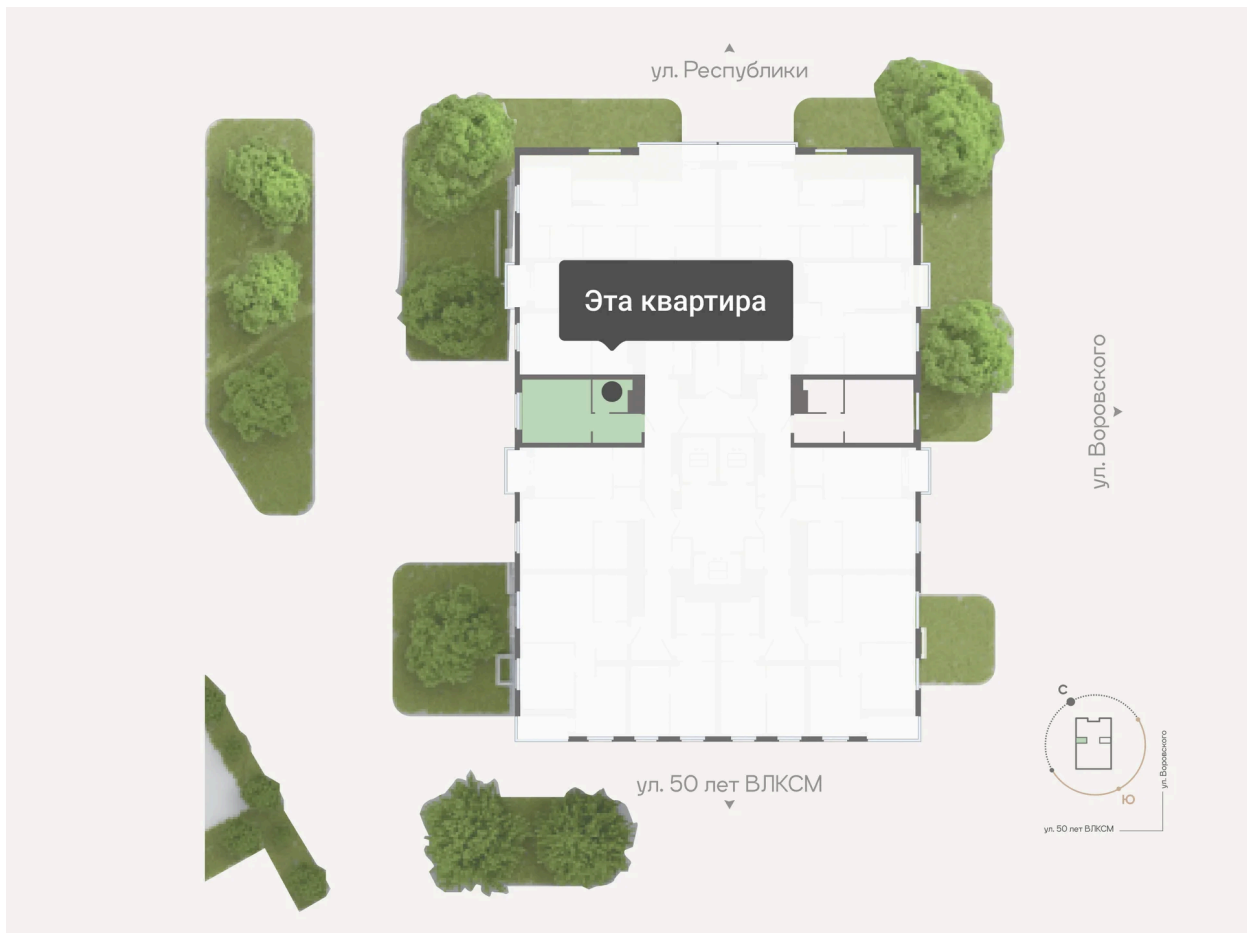 ул. Республики
Эта квартира
ул. Воровского
ул. 50 лет ВЛКСМ
С
ул. Воровского
Ю
ул. 50 лет ВЛКСМ